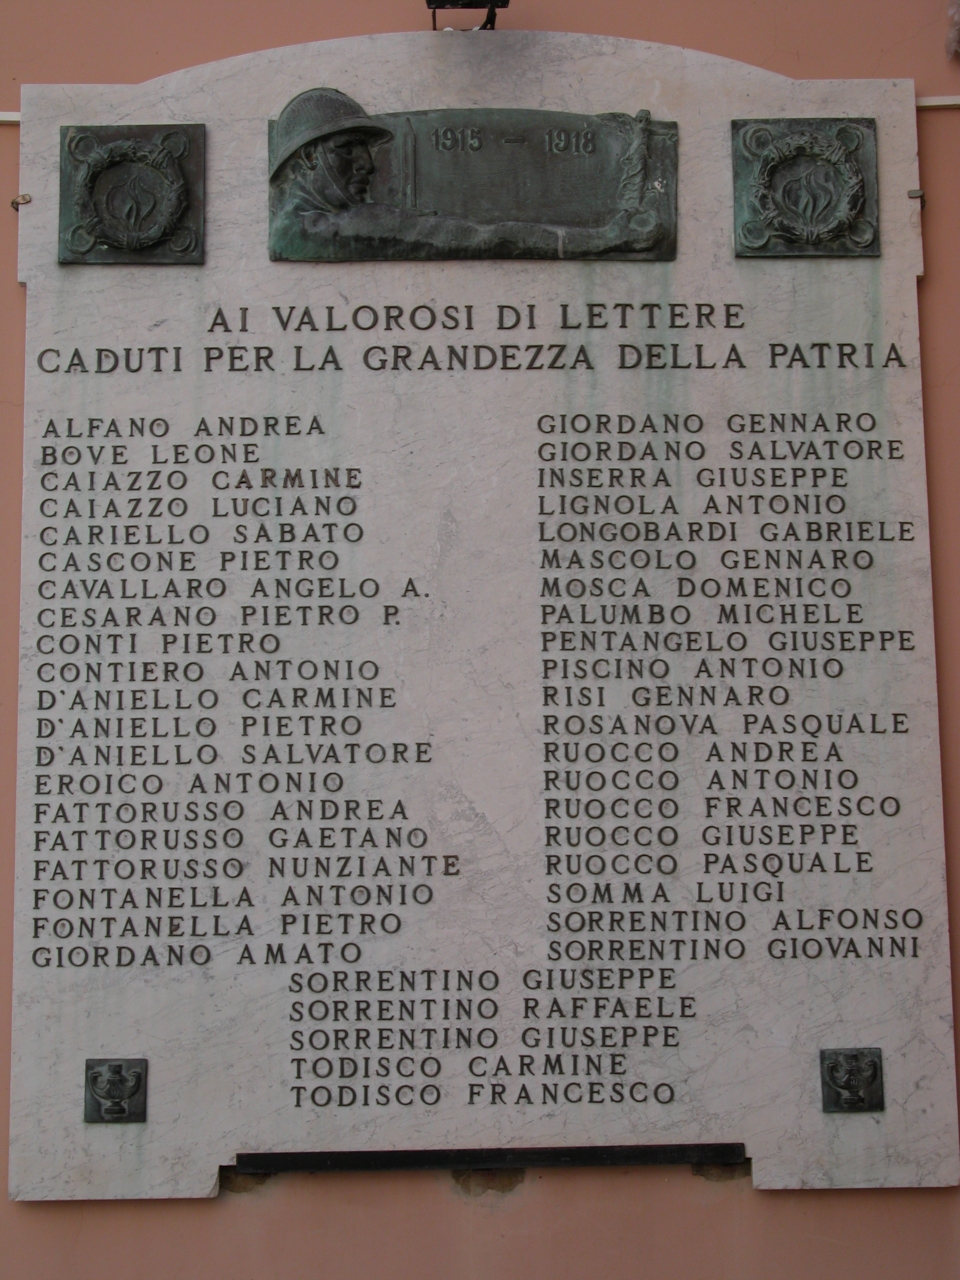 1915 – 1918
AI VALOROSI DI LETTERE
CADUTI PER LA GRANDEZZA DELLA PATRIA
ALFANO ANDREA
BOVE LEONE
CAIAZZO CARMINE
CAIAZZO LUCIANO
CARIELLO SABATO
CASCONE PIETRO
CAVALLARO ANGELO A.
CESARANO PIETRO P.
CONTI PIETRO
CONTIERO ANTONIO
D'ANIELLO CARMINE
D'ANIELLO PIETRO
D'ANIELLO SALVATORE
EROICO ANTONIO
FATTORUSSO ANDREA
FATTORUSSO GAETANO
FATTORUSSO NUNZIANTE
FONTANELLA ANTONIO
FONTANELLA PIETRO
GIORDANO AMATO
GIORDANO GENNARO
GIORDANO SALVATORE
INSERRA GIUSEPPE
LIGNOLA ANTONIO
LONGOBARDI GABRIELE
MASCOLO GENNARO
MOSCA DOMENICO
PALUMBO MICHELE
PENTANGELO GIUSEPPE
PISCINO ANTONIO
RISI GENNARO
ROSANOVA PASQUALE
RUOCCO ANDREA
RUOCCO ANTONIO
RUOCCO FRANCESCO
RUOCCO GIUSEPPE
RUOCCO PASQUALE
SOMMA LUIGI
SORRENTINO ALFONSO
SORRENTINO GIOVANNI
SORRENTINO GIUSEPPE
SORRENTINO RAFFAELE
SORRENTINO GIUSEPPE
TODISCO CARMINE
TODISCO FRANCESCO